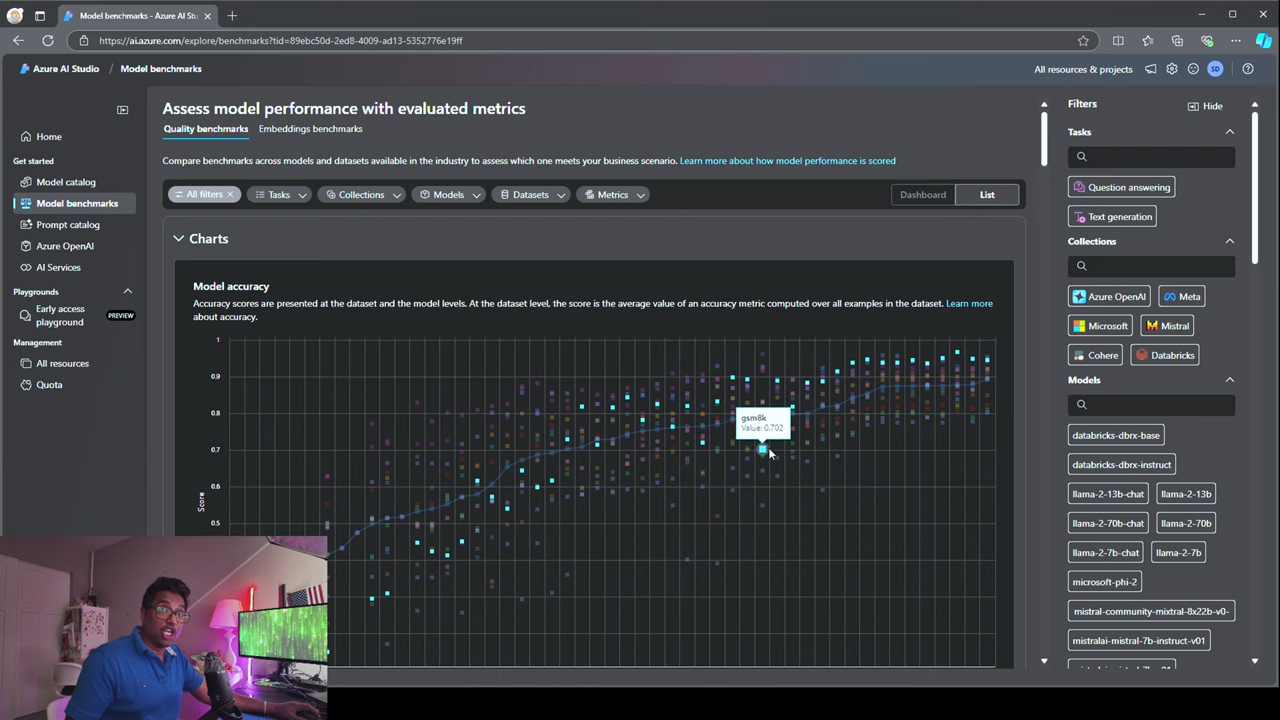 Model benchmarks - Azure AI Stu
https://ai.azure.com/explore/benchmarks?tid=89ebc50d-2ed8-4009-ad13-5352776e19ff
Azure AI Studio / Model benchmarks
All resources & projects
SD
Home
Get started
Model catalog
Model benchmarks
Prompt catalog
Azure OpenAI
AI Services
Playgrounds
Early access
playground
PREVIEW
Management
All resources
Quota
Assess model performance with evaluated metrics
Quality benchmarks
Embeddings benchmarks
Compare benchmarks across models and datasets available in the industry to assess which one meets your business scenario. Learn more about how model performance is scored
All filters
Tasks
Collections
Models
Datasets
Metrics
Dashboard
List
Charts
Model accuracy
Accuracy scores are presented at the dataset and the model levels. At the dataset level, the score is the average value of an accuracy metric computed over all examples in the dataset. Learn more
about accuracy.
1
0.9
0.8
0.7
0.6
0.5
Score
gsm8k
Value: 0.702
Filters
Hide
Tasks
Question answering
Text generation
Collections
Azure OpenAI
Meta
Microsoft
Mistral
Cohere
Databricks
Models
databricks-dbrx-base
databricks-dbrx-instruct
llama-2-13b-chat
llama-2-13b
llama-2-70b-chat
llama-2-70b
llama-2-7b-chat
llama-2-7b
microsoft-phi-2
mistral-community-mixtral-8x22b-v0-
mistralai-mistral-7b-instruct-v01